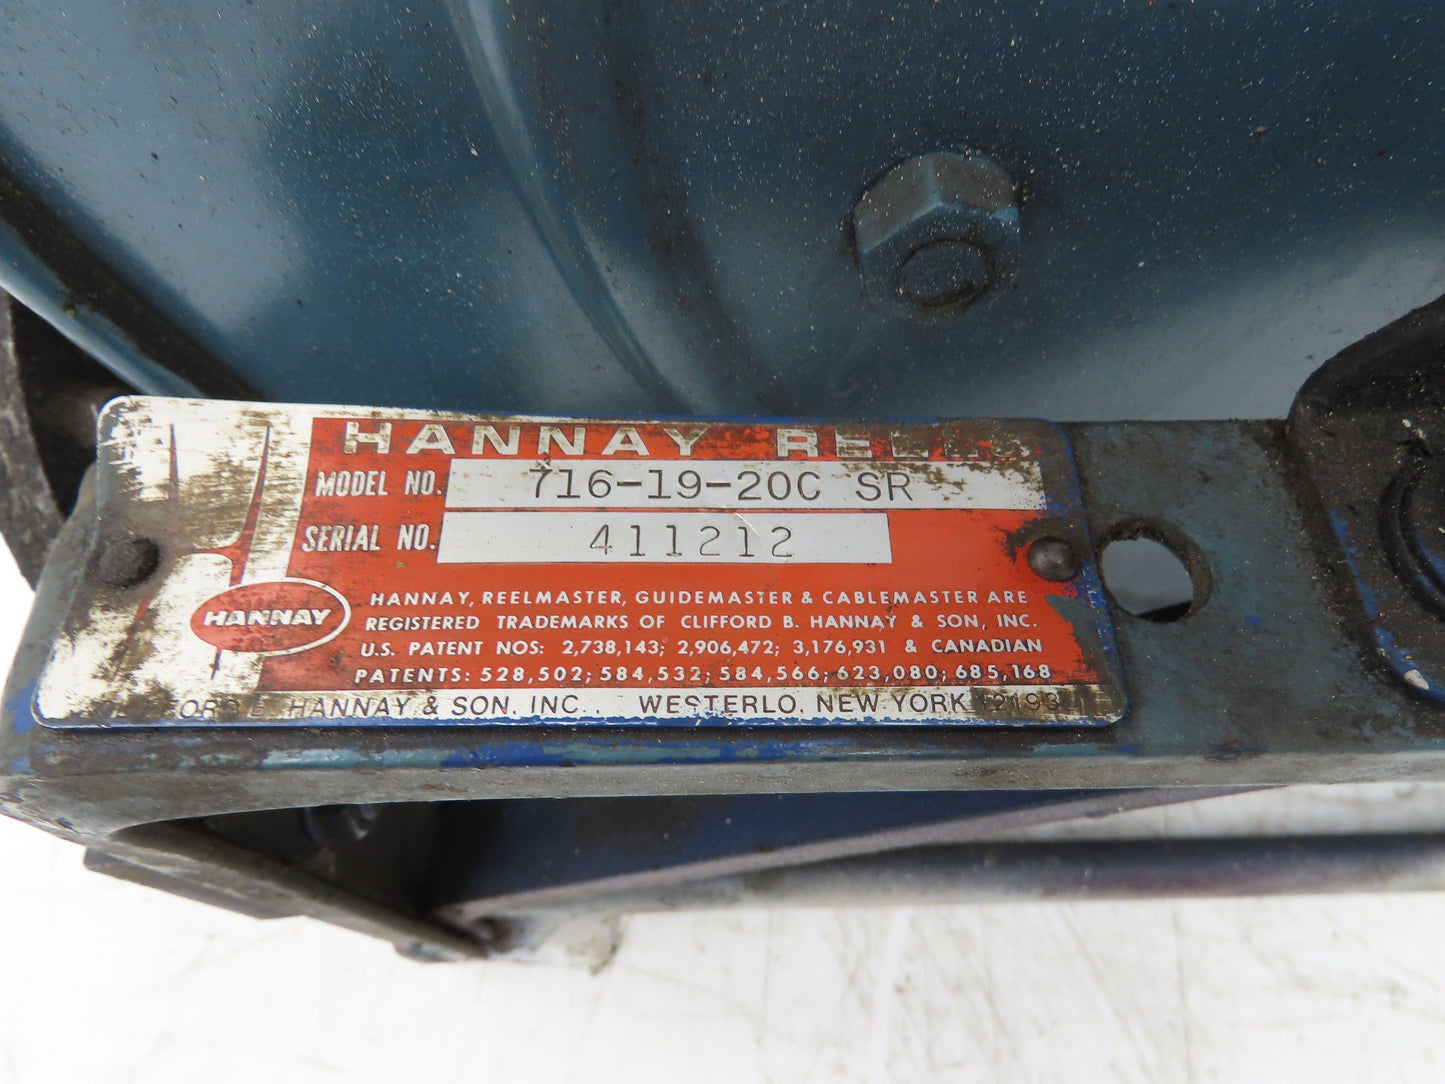 HANNAY REELS
MODEL NO. 716-19-20C SR
SERIAL NO. 411212
HANNAY
HANNAY, REELMASTER, GUIDEMASTER & CABLEMASTER ARE
REGISTERED TRADEMARKS OF CLIFFORD B. HANNAY & SON, INC.
U.S. PATENT NOS: 2,738,143; 2,906,472; 3,176,931 & CANADIAN
PATENTS: 528,502; 584,532; 584,566; 623,080; 685,168
HANNAY & SON, INC., WESTERLO, NEW YORK 12193